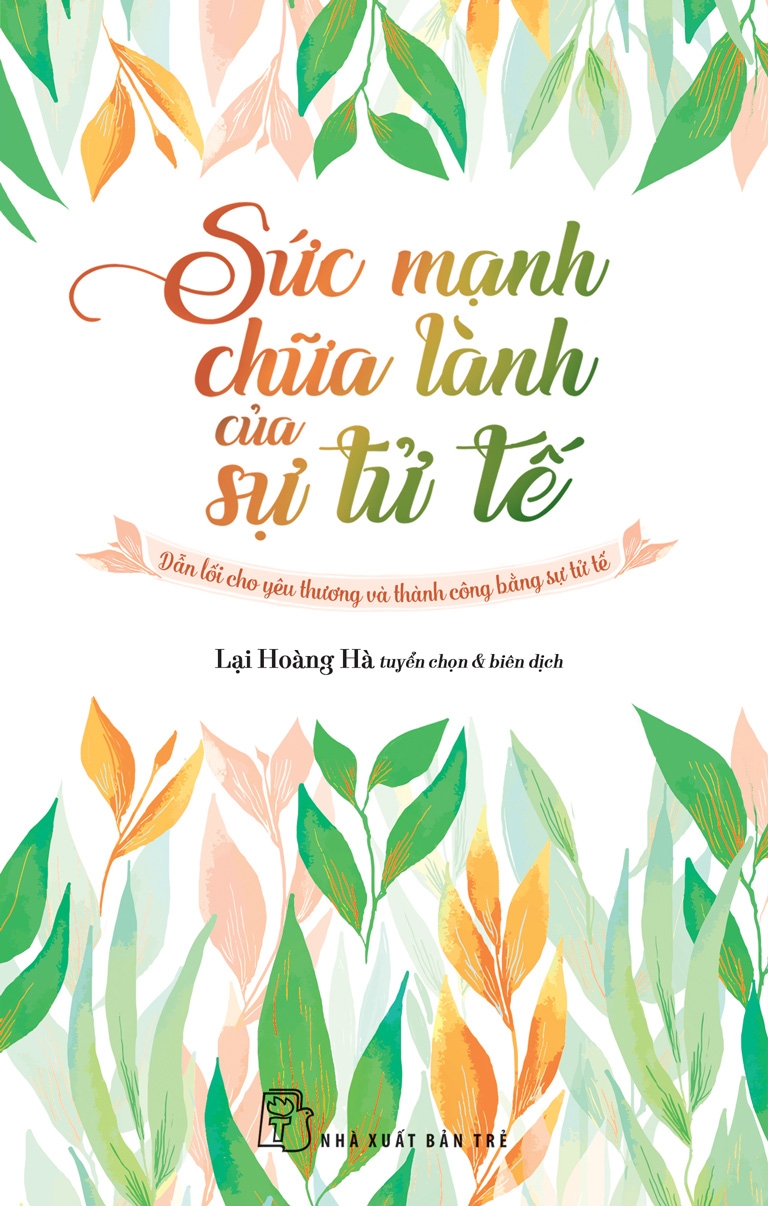 Sức mạnh
chữa lành
của
sự tử tế
Dẫn lối cho yêu thương và thành công bằng sự tử tế
Lại Hoàng Hà tuyển chọn & biên dịch
T
NHÀ XUẤT BẢN TRẺ